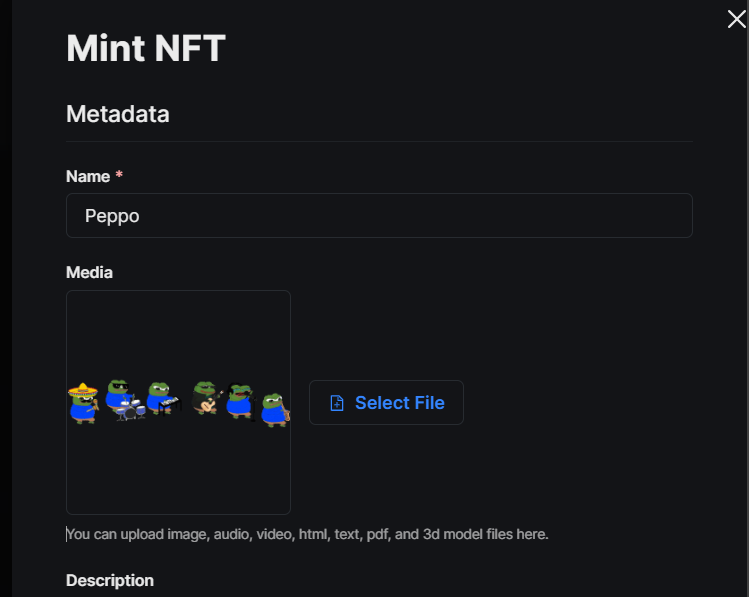 Mint NFT
Metadata
Name *
Peppo
Media
Select File
You can upload image, audio, video, html, text, pdf, and 3d model files here.
Description